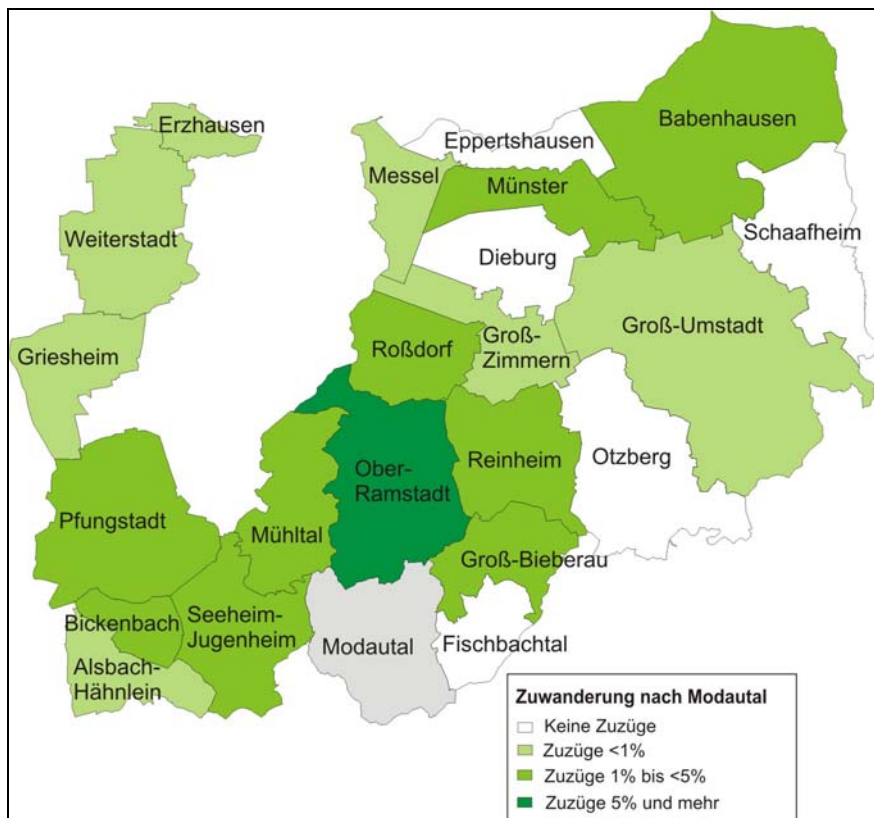 Erzhausen
Eppertshausen
Babenhausen
Messel
Münster
Weiterstadt
Schaafheim
Dieburg
Griesheim
Roßdorf
Groß-
Zimmern
Groß-Umstadt
Ober-
Ramstadt
Reinheim
Otzberg
Pfungstadt
Mühltal
Groß-Bieberau
Bickenbach
Seeheim-
Jugenheim
Modautal
Fischbachtal
Alsbach-
Hähnlein
Zuwanderung nach Modautal
Keine Zuzüge
Zuzüge <1%
Zuzüge 1% bis <5%
Zuzüge 5% und mehr